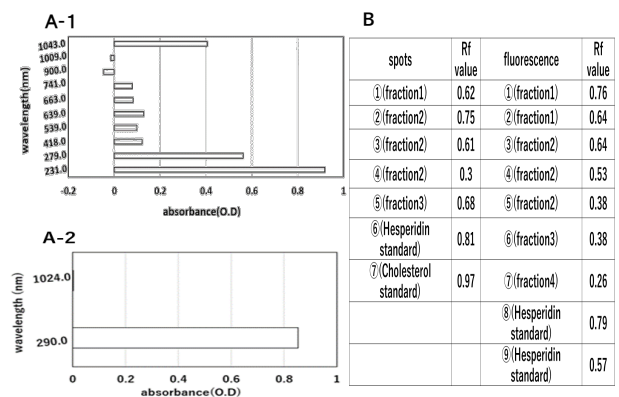 A-1
wavelength(nm)
1043.0
1009.0
900.0
741.0
663.0
639.0
539.0
418.0
279.0
231.0
-0.2 0 0.2 0.4 0.6 0.8 1
absorbance(O.D)
A-2
wavelength (nm)
1024.0
290.0
0 0.2 0.4 0.6 0.8 1
absorbance(O.D)
B
spots Rf value fluorescence Rf value
①(fraction1) 0.62 ①(fraction1) 0.76
②(fraction2) 0.75 ②(fraction1) 0.64
③(fraction2) 0.61 ③(fraction2) 0.64
④(fraction2) 0.3 ④(fraction2) 0.53
⑤(fraction3) 0.68 ⑤(fraction2) 0.38
⑥(Hesperidin standard) 0.81 ⑥(fraction3) 0.38
⑦(Cholesterol standard) 0.97 ⑦(fraction4) 0.26
⑧(Hesperidin standard) 0.79
⑨(Hesperidin standard) 0.57